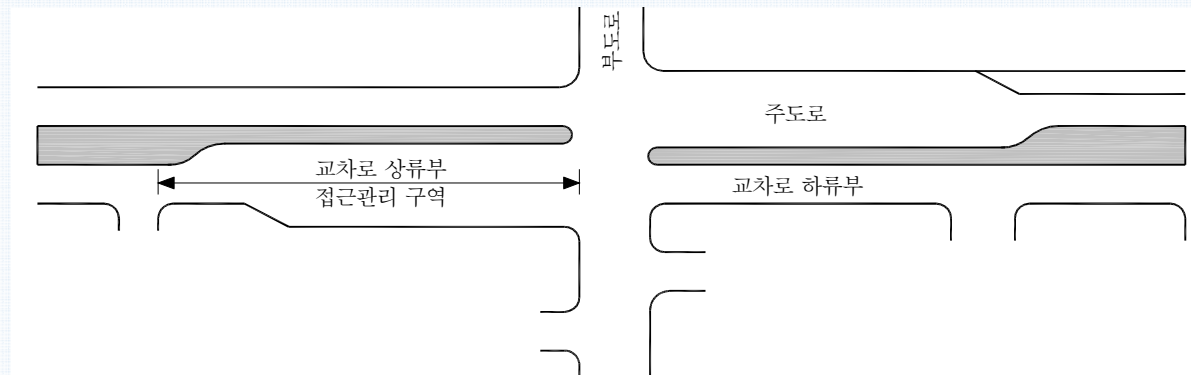 부도로
주도로
교차로 상류부
접근관리 구역
교차로 하류부